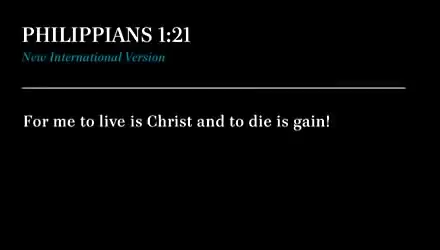 PHILIPPIANS 1:21
New International Version
For me to live is Christ and to die is gain!